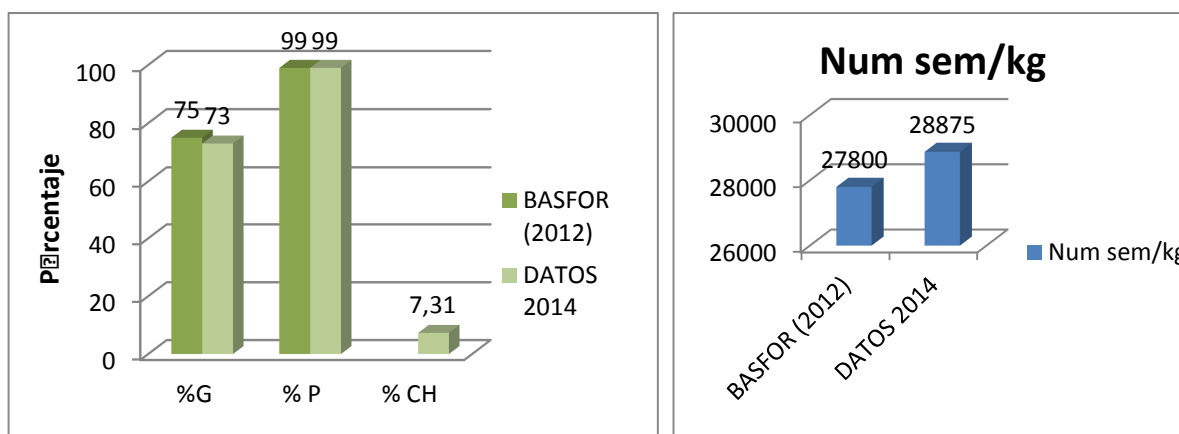 99 99
100
75
73
80
60
40
20
0
7,31
Porcentaje
%G % P % CH
BASFOR
(2012)
DATOS
2014
Num sem/kg
30000
28000
26000
27800
28875
BASFOR (2012)
DATOS 2014
Num sem/kg